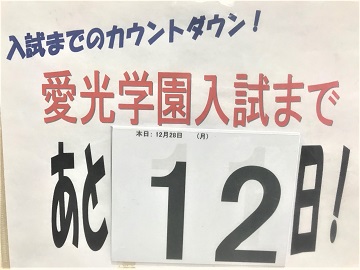 入試までのカウントダウン!
愛光学園入試まで
本日: 12月28日 (月)
あと12日!